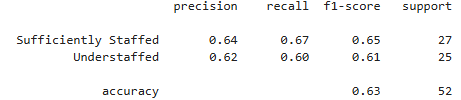 precision recall f1-score support
Sufficiently Staffed 0.64 0.67 0.65 27
Understaffed 0.62 0.60 0.61 25
accuracy 0.63 52